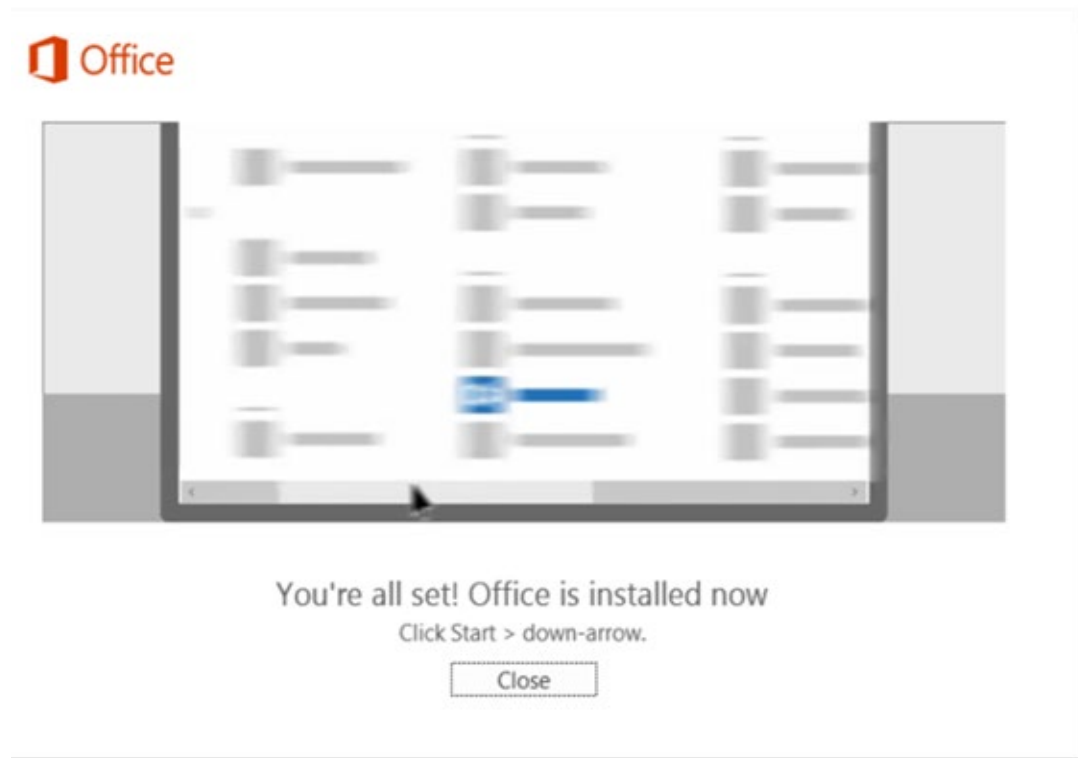 Office
You're all set! Office is installed now
Click Start > down-arrow.
Close